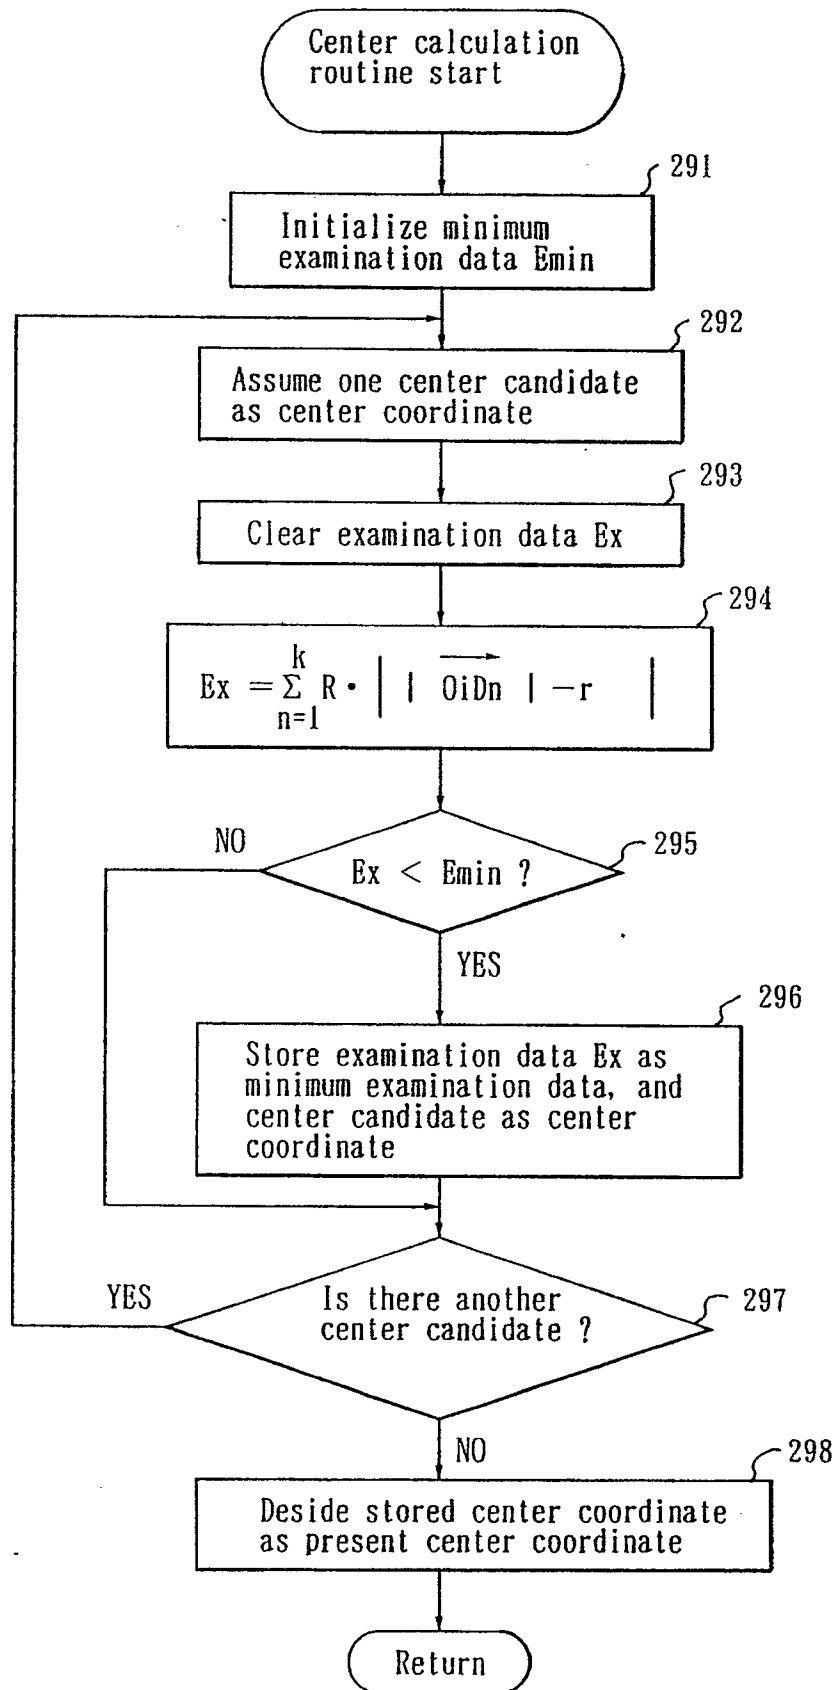 Center calculation
routine start
291
Initialize minimum
examination data Emin
292
Assume one center candidate
as center coordinate
293
Clear examination data Ex
294
Ex = k Σ n=1 R・| | OiDn | −r |
NO
295
Ex < Emin ?
YES
296
Store examination data Ex as
minimum examination data, and
center candidate as center
coordinate
YES
Is there another
center candidate ?
297
NO
298
Deside stored center coordinate
as present center coordinate
Return